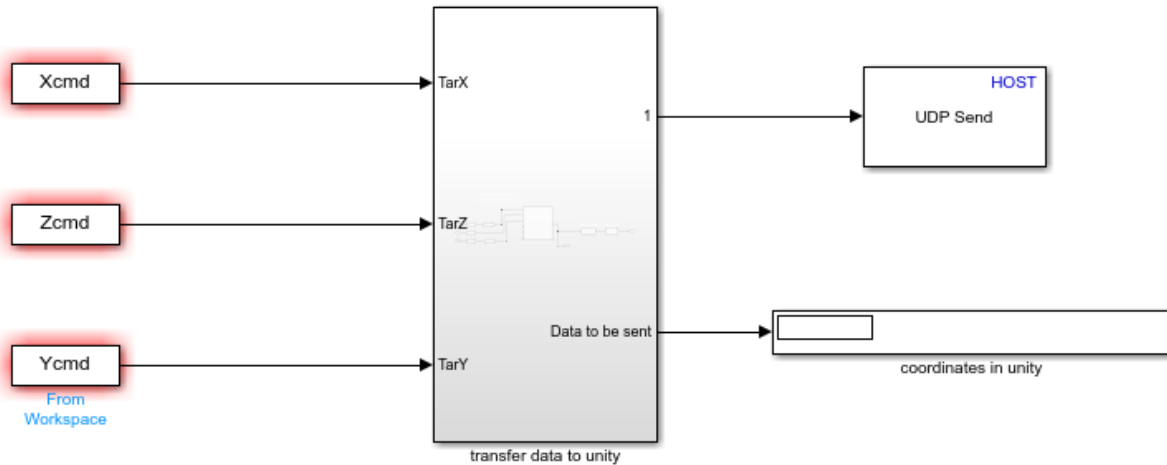 Xcmd
TarX
HOST
UDP Send
1
Zcmd
TarZ
Data to be sent
coordinates in unity
Ycmd
TarY
From
Workspace
transfer data to unity